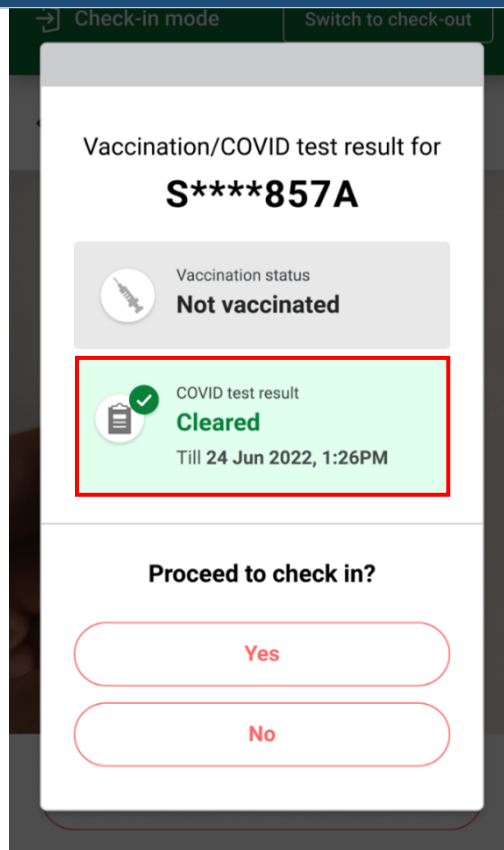 Check-in mode
Switch to check-out
Vaccination/COVID test result for
S****857A
Vaccination status
Not vaccinated
COVID test result
Cleared
Till 24 Jun 2022, 1:26PM
Proceed to check in?
Yes
No